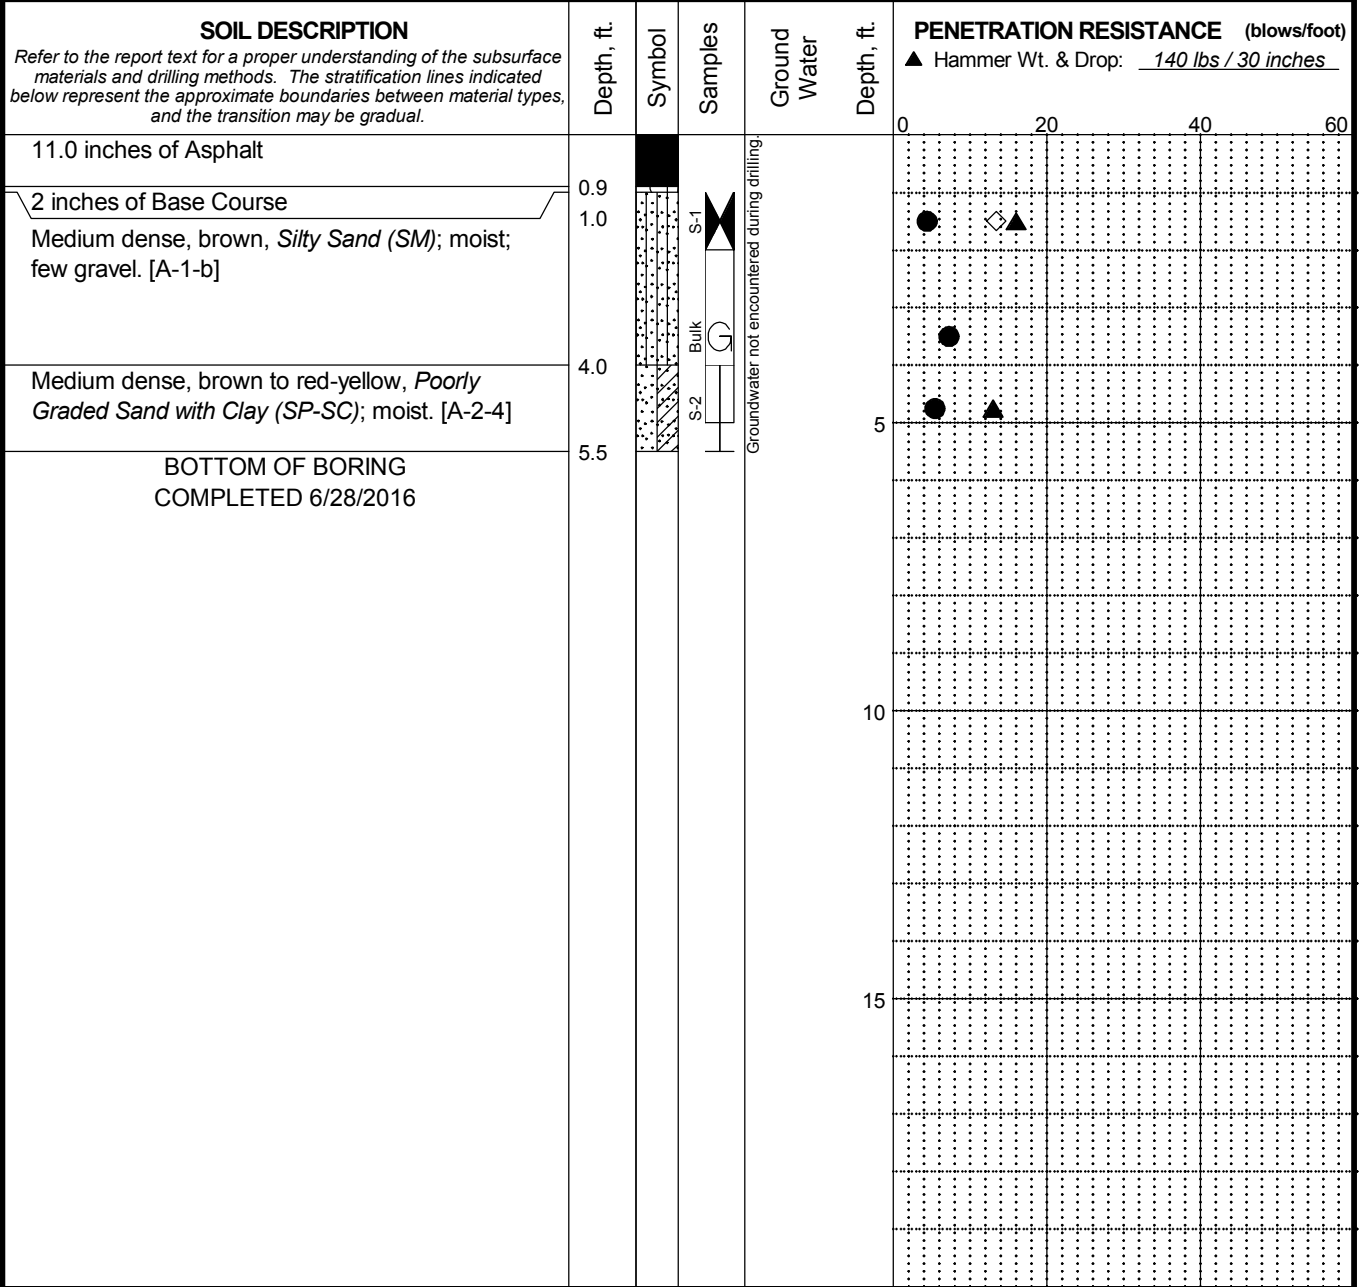 SOIL DESCRIPTION
Refer to the report text for a proper understanding of the subsurface
materials and drilling methods. The stratification lines indicated
below represent the approximate boundaries between material types,
and the transition may be gradual.
Depth, ft.
Symbol
Samples
Ground
Water
Depth, ft.
PENETRATION RESISTANCE (blows/foot)
▲ Hammer Wt. & Drop: 140 lbs / 30 inches
0 20 40 60
11.0 inches of Asphalt
0.9
2 inches of Base Course
1.0
Medium dense, brown, Silty Sand (SM); moist;
few gravel. [A-1-b]
4.0
Medium dense, brown to red-yellow, Poorly
Graded Sand with Clay (SP-SC); moist. [A-2-4]
5.5
BOTTOM OF BORING
COMPLETED 6/28/2016
S-1
Bulk
G
S-2
Groundwater not encountered during drilling.
5
10
15